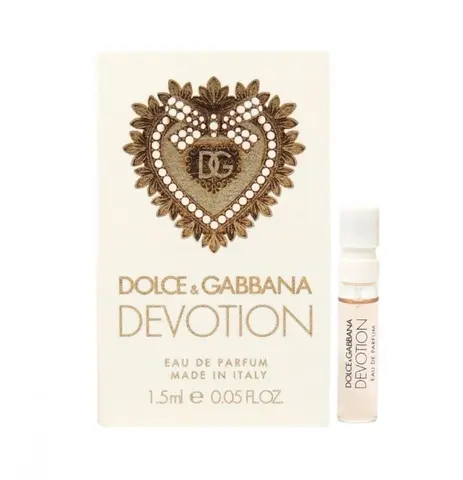 DG
DOLCE & GABBANA
DEVOTION
EAU DE PARFUM
MADE IN ITALY
1.5ml e 0.05 FL.OZ.
DOLCE & GABBANA
DEVOTION
EAU DE PARFUM